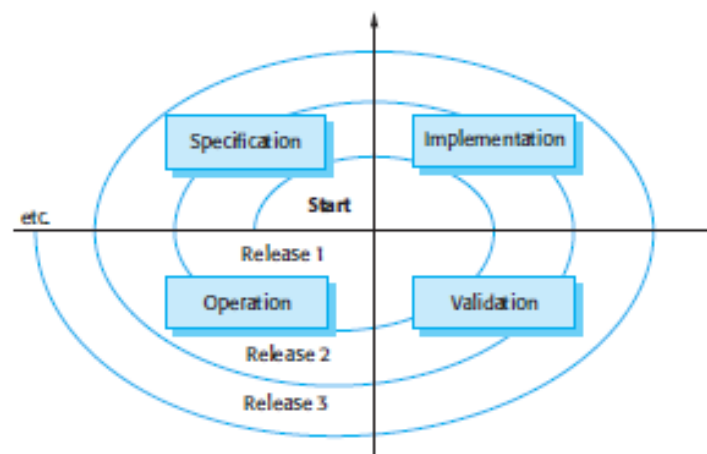 Specification
Implementation
Start
etc.
Release 1
Operation
Validation
Release 2
Release 3